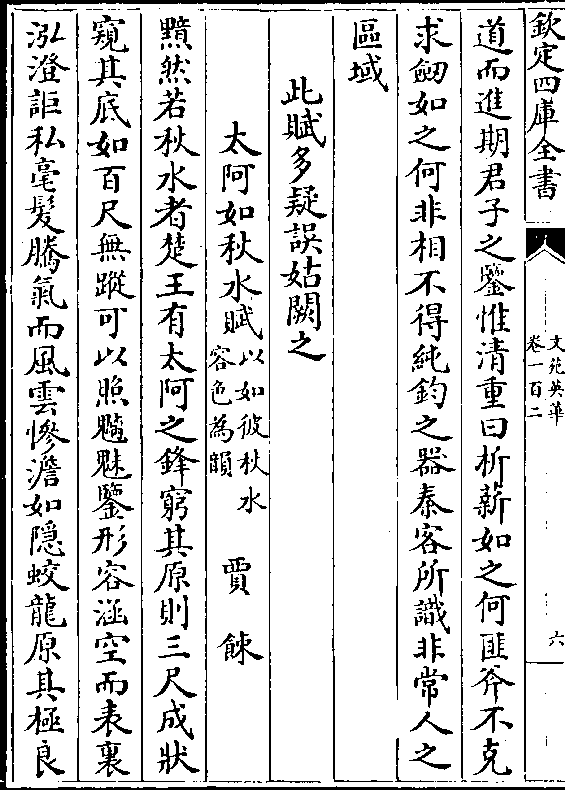 欽定四庫全書
文苑英華
卷一百二
六
道而進期君子之鑒惟清重曰析薪如之何匪斧不克
求劒如之何非相不得純鈞之器秦客所識非常人之
區域
此賦多疑誤姑闕之
太阿如秋水賦以如彼秋水容色為韻 賈餗
黯然若秋水者楚王有太阿之鋒窮其原則三尺成狀
窺其底如百尺無蹤可以照魑魅鑒形容涵空而表裏
泓澄詎私毫髮騰氣而風雲慘澹如隱蛟龍原其極良